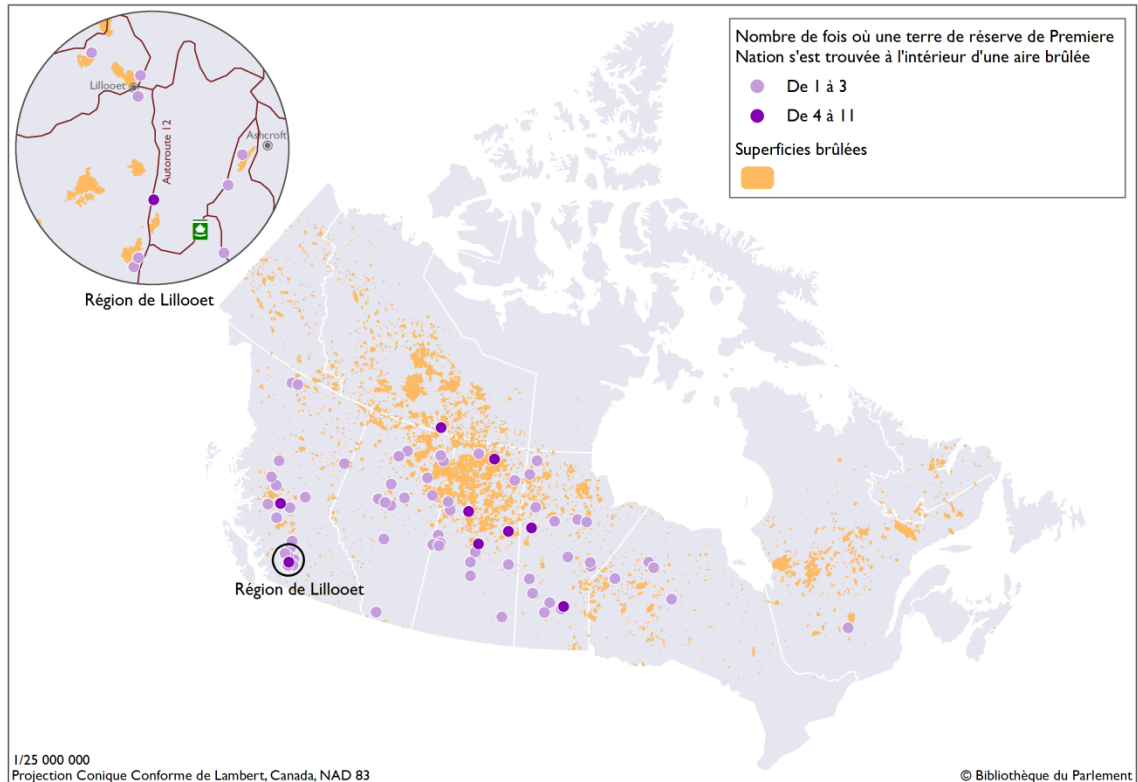 Lillooet
Ashcroft
Autoroute 12
Région de Lillooet
Nombre de fois où une terre de réserve de Premiere
Nation s'est trouvée à l'intérieur d'une aire brûlée
De 1 à 3
De 4 à 11
Superficies brûlées
Région de Lillooet
1/25 000 000
Projection Conique Conforme de Lambert, Canada, NAD 83
© Bibliothèque du Parlement